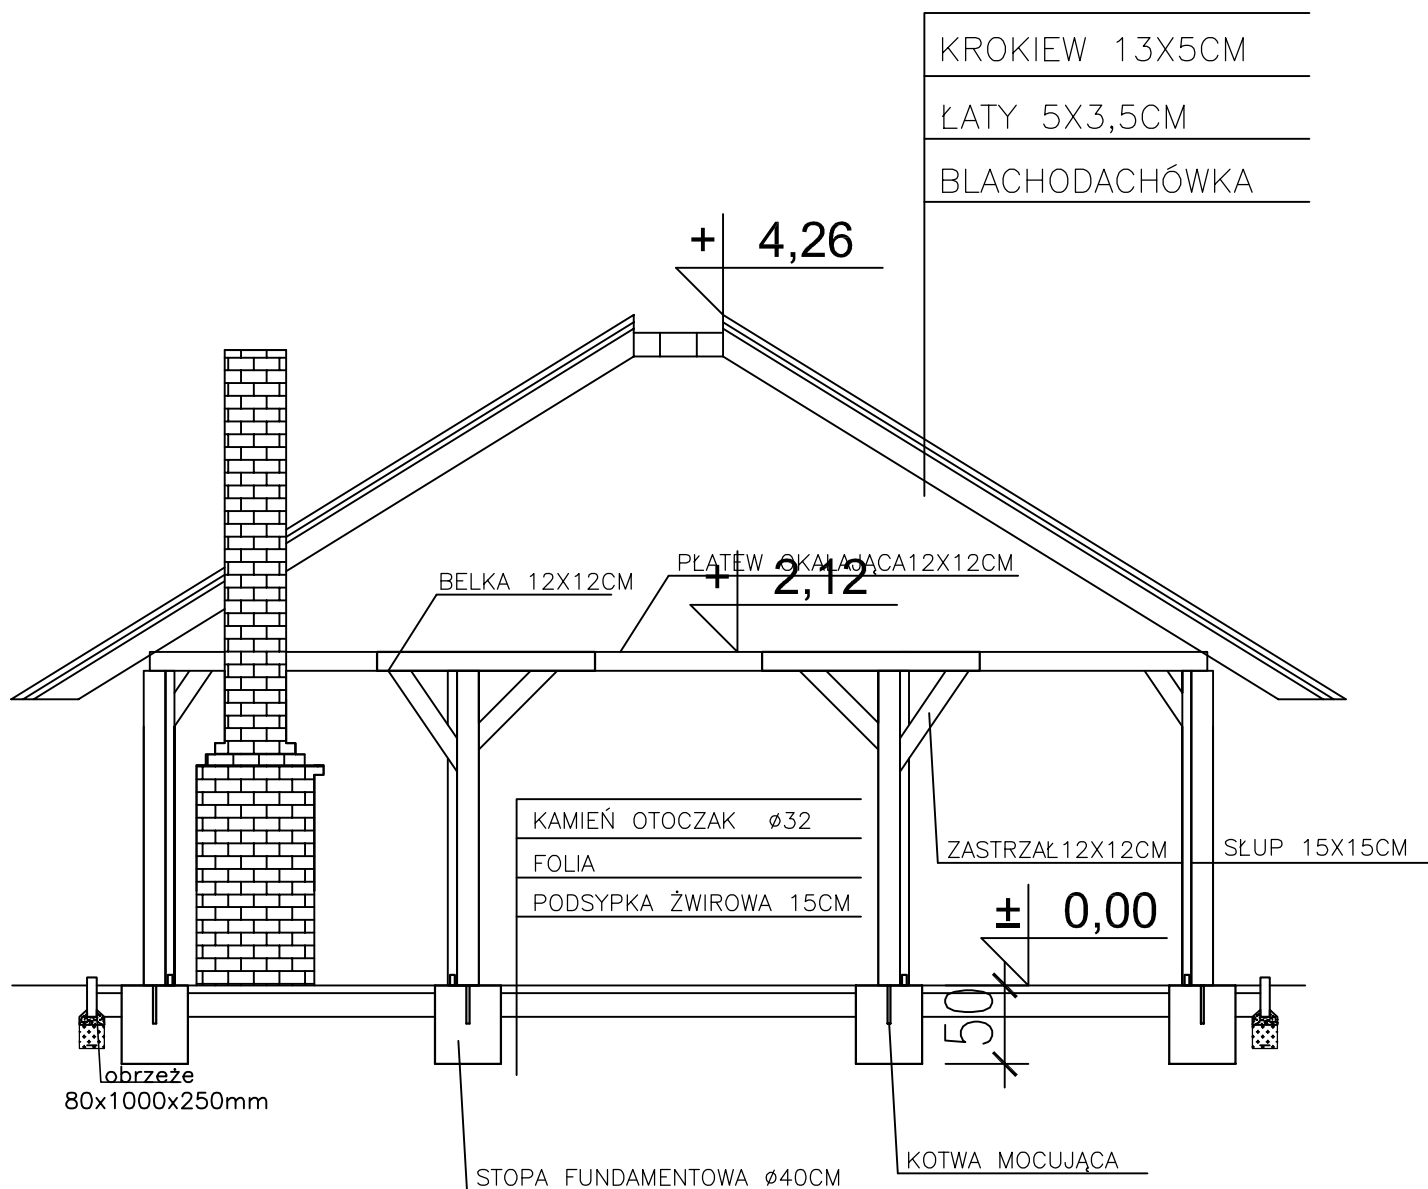 KROKIEW 13X5CM
ŁATY 5X3,5CM
BLACHODACHÓWKA
+ 4,26
PŁATEW OKALAJĄCA12X12CM
+ 2,12
BELKA 12X12CM
KAMIEŃ OTOCZAK ø32
FOLIA
PODSYPKA ŻWIROWA 15CM
ZASTRZAŁ12X12CM
SŁUP 15X15CM
± 0,00
50
obrzeże
80x1000x250mm
KOTWA MOCUJĄCA
STOPA FUNDAMENTOWA ø40CM